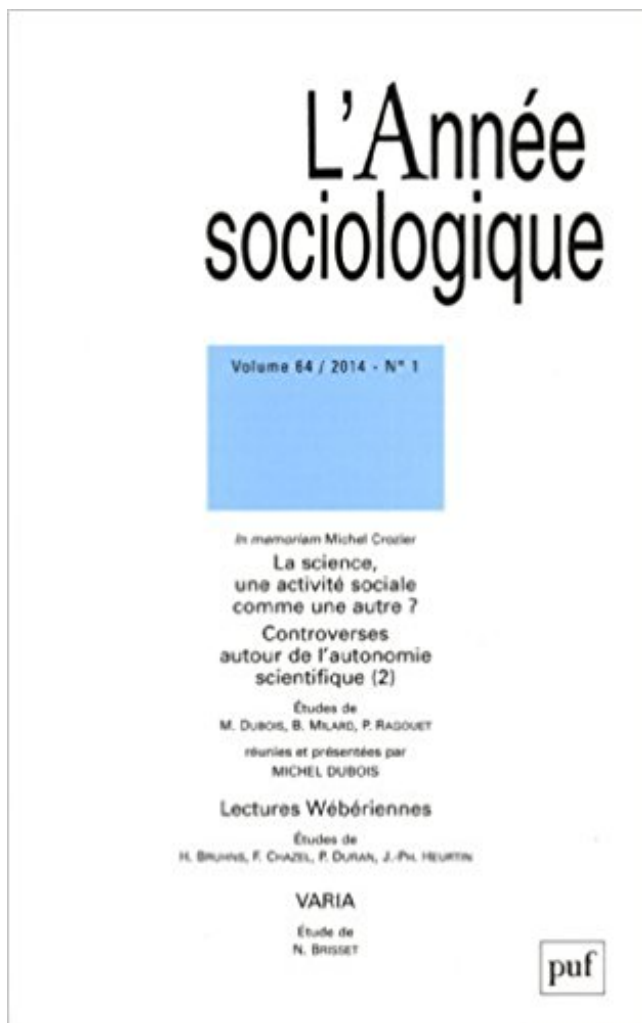 L'Année
sociologique
Volume 64 / 2014 - N° 1
In memoriam Michel Crozier
La science,
une activité sociale
comme une autre ?
Controverses
autour de l'autonomie
scientifique (2)
Études de
M. DUBOIS, B. MILARD, P. RAGOUET
réunies et présentées par
MICHEL DUBOIS
Lectures Wébériennes
Études de
H. BRUHNS, F. CHAZEL, P. DURAN, J.-PH. HEURTIN
VARIA
Étude de
N. BRISSET
puf